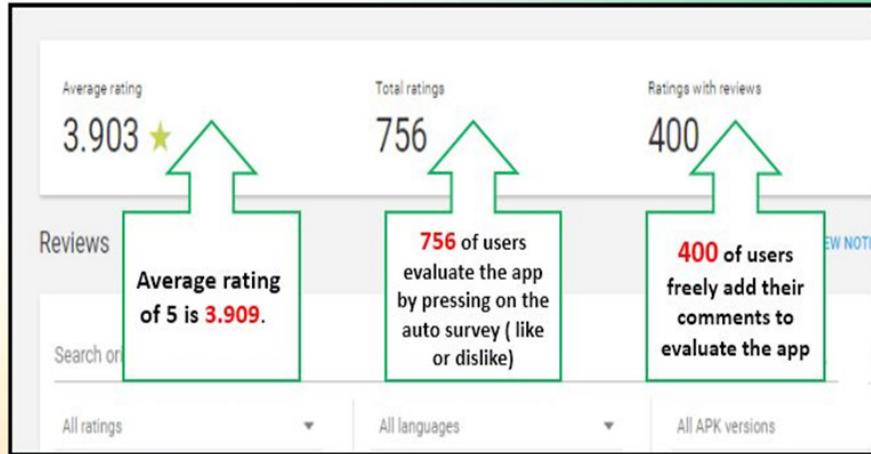 Average rating
Total ratings
Ratings with reviews
3.903
756
400
Reviews
Average rating
of 5 is 3.909.
756 of users
evaluate the app
by pressing on the
auto survey ( like
or dislike)
400 of users
freely add their
comments to
evaluate the app
EW NOTI
Search or
All ratings
All languages
All APK versions